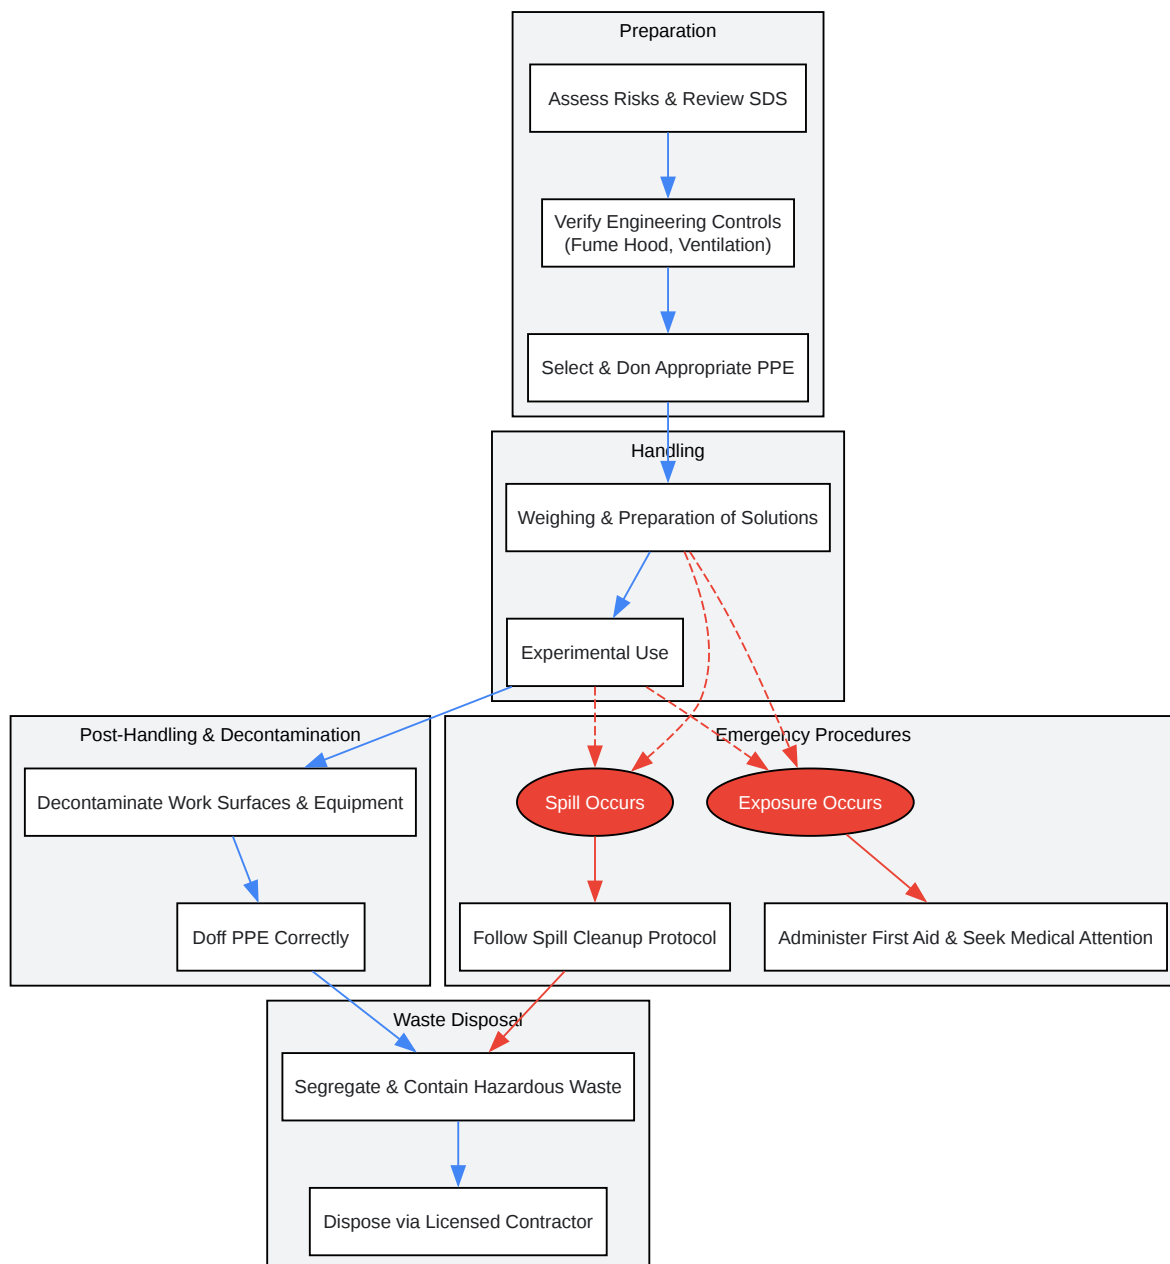 Preparation
Assess Risks & Review SDS
Verify Engineering Controls
(Fume Hood, Ventilation)
Select & Don Appropriate PPE
Handling
Weighing & Preparation of Solutions
Experimental Use
Post-Handling & Decontamination
Decontaminate Work Surfaces & Equipment
Doff PPE Correctly
Emergency Procedures
Spill Occurs
Exposure Occurs
Follow Spill Cleanup Protocol
Administer First Aid & Seek Medical Attention
Waste Disposal
Segregate & Contain Hazardous Waste
Dispose via Licensed Contractor